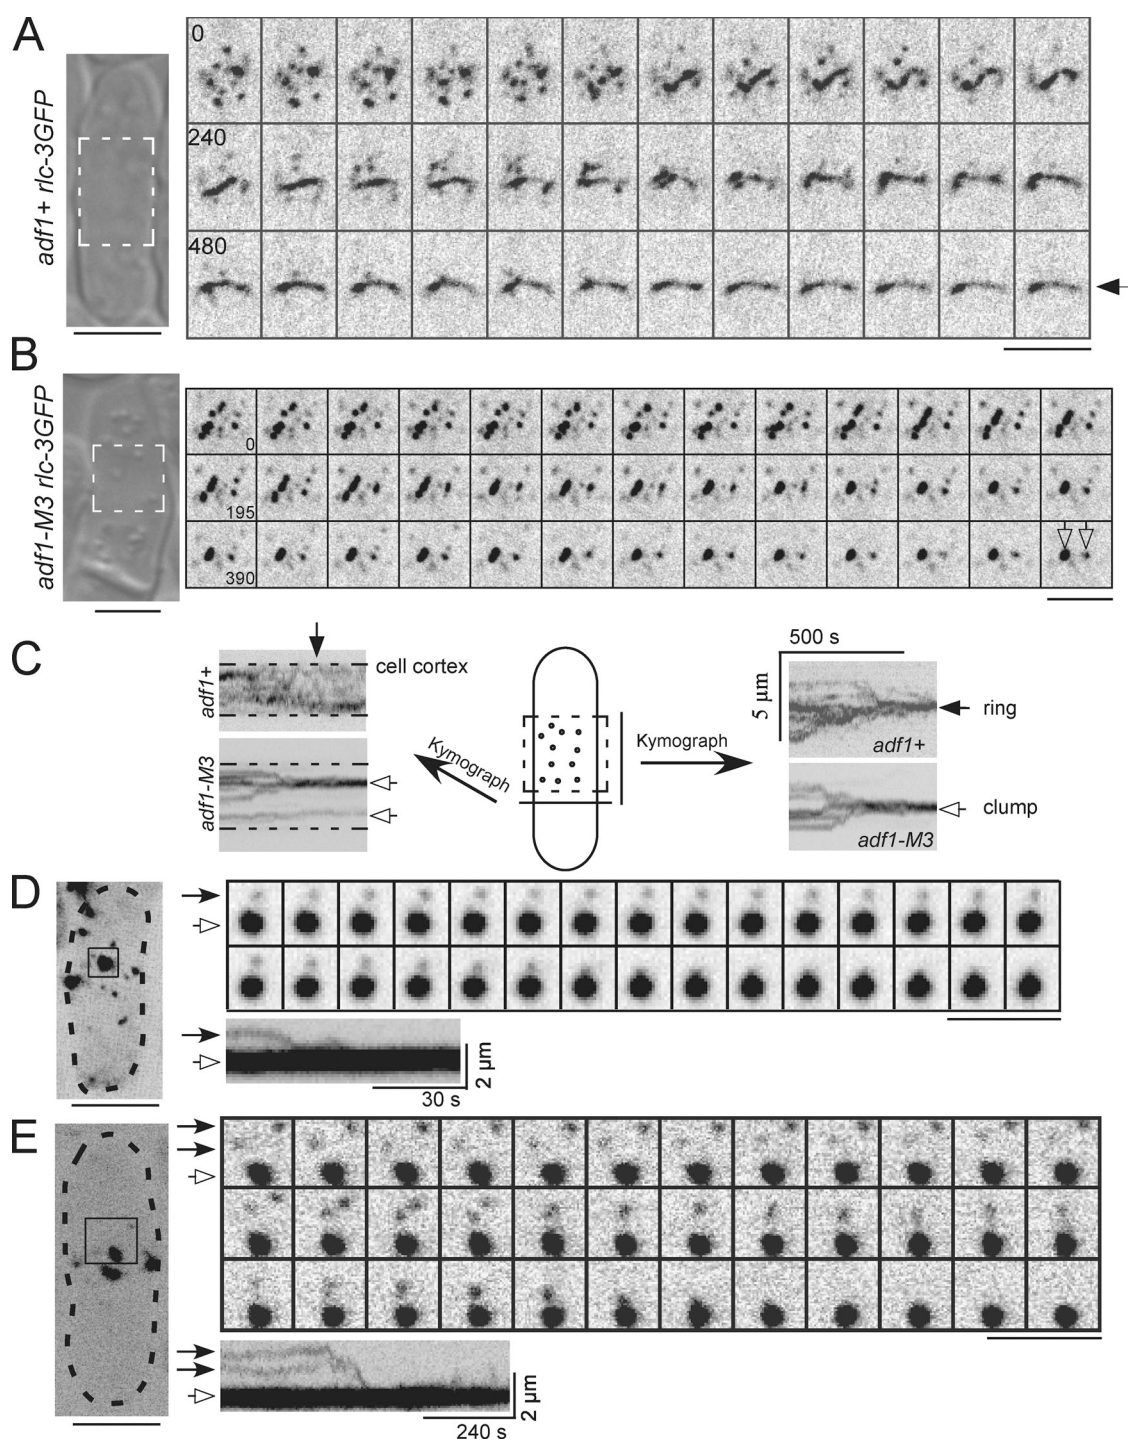 A
adf1+ rlc-3GFP
0
240
480
B
adf1-M3 rlc-3GFP
0
195
390
C
adf1+
cell cortex
adf1-M3
Kymograph
Kymograph
500 s
5 µm
ring
adf1+
clump
adf1-M3
D
2 µm
30 s
E
2 µm
240 s